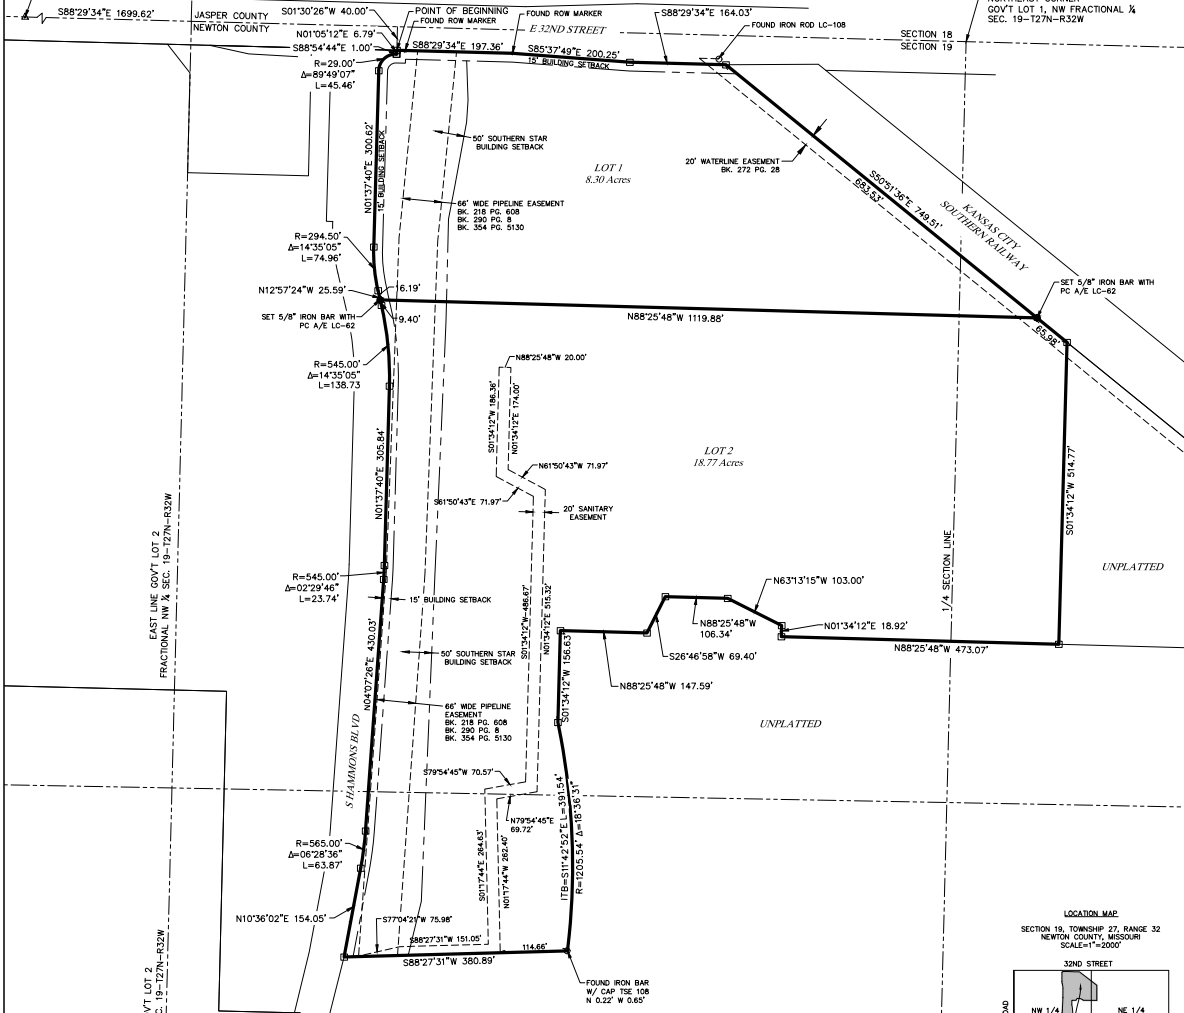 S88°29'34"E 1699.62'
JASPER COUNTY
NEWTON COUNTY
S01°30'26"W 40.00'
POINT OF BEGINNING
FOUND ROW MARKER
FOUND ROW MARKER
E 32ND STREET
S88°29'34"E 164.03'
FOUND IRON ROD LC-108
GOV'T LOT 1, NW FRACTIONAL ¼
SEC. 19-T27N-R32W
SECTION 18
SECTION 19
N01°05'12"E 6.79'
S88°54'44"E 1.00'
S88°29'34"E 197.36'
S85°37'49"E 200.25'
15' BUILDING SETBACK
R=29.00'
Δ=89°49'07"
L=45.46'
N01°37'40"E 300.62'
15' BUILDING SETBACK
50' SOUTHERN STAR
BUILDING SETBACK
LOT 1
8.30 Acres
20' WATERLINE EASEMENT
BK. 272 PG. 28
S50°51'36"E 749.51'
683.53'
KANSAS CITY
SOUTHERN RAILWAY
66' WIDE PIPELINE EASEMENT
BK. 218 PG. 608
BK. 290 PG. 8
BK. 354 PG. 5130
R=294.50'
Δ=14°35'05"
L=74.96'
N12°57'24"W 25.59'
16.19'
SET 5/8" IRON BAR WITH
PC A/E LC-62
9.40'
N88°25'48"W 1119.88'
SET 5/8" IRON BAR WITH
PC A/E LC-62
65.98'
R=545.00'
Δ=14°35'05"
L=138.73
N88°25'48"W 20.00'
S01°34'12"W 186.36'
N01°34'12"E 174.00'
N01°37'40"E 305.84'
LOT 2
18.77 Acres
N61°50'43"W 71.97'
S61°50'43"E 71.97'
20' SANITARY
EASEMENT
S01°34'12"W 514.77'
EAST LINE GOV'T LOT 2
FRACTIONAL NW ¼ SEC. 19-T27N-R32W
1/4 SECTION LINE
UNPLATTED
R=545.00'
Δ=02°29'46"
L=23.74'
15' BUILDING SETBACK
S01°34'12"W 486.67'
N01°34'12"E 515.32'
N63°13'15"W 103.00'
N88°25'48"W
106.34'
N01°34'12"E 18.92'
N88°25'48"W 473.07'
S26°46'58"W 69.40'
N88°25'48"W 147.59'
S01°34'12"W 156.63'
50' SOUTHERN STAR
BUILDING SETBACK
N04°07'26"E 430.03'
66' WIDE PIPELINE
EASEMENT
BK. 218 PG. 608
BK. 290 PG. 8
BK. 354 PG. 5130
UNPLATTED
S HAMMONS BLVD
S79°54'45"W 70.57'
N79°54'45"E
69.72'
ITB=S11°42'52"E L=391.54'
R=1205.54' Δ=18°36'31"
R=565.00'
Δ=06°28'36"
L=63.87'
S01°17'44"E 264.63'
N01°17'44"W 262.40'
N10°36'02"E 154.05'
S77°04'21"W 75.98'
S88°27'31"W 151.05'
114.66'
S88°27'31"W 380.89'
FOUND IRON BAR
W/ CAP TSE 108
N 0.22' W 0.65'
V'T LOT 2
C. 19-T27N-R32W
LOCATION MAP
SECTION 19, TOWNSHIP 27, RANGE 32
NEWTON COUNTY, MISSOURI
SCALE=1"=2000'
32ND STREET
OAD
NW 1/4
NE 1/4